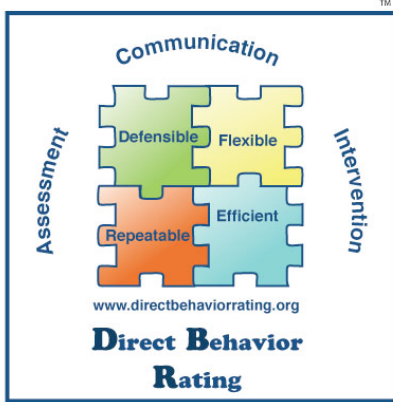 TM
Communication
Assessment
Intervention
Defensible
Flexible
Repeatable
Efficient
www.directbehaviorrating.org
Direct Behavior
Rating